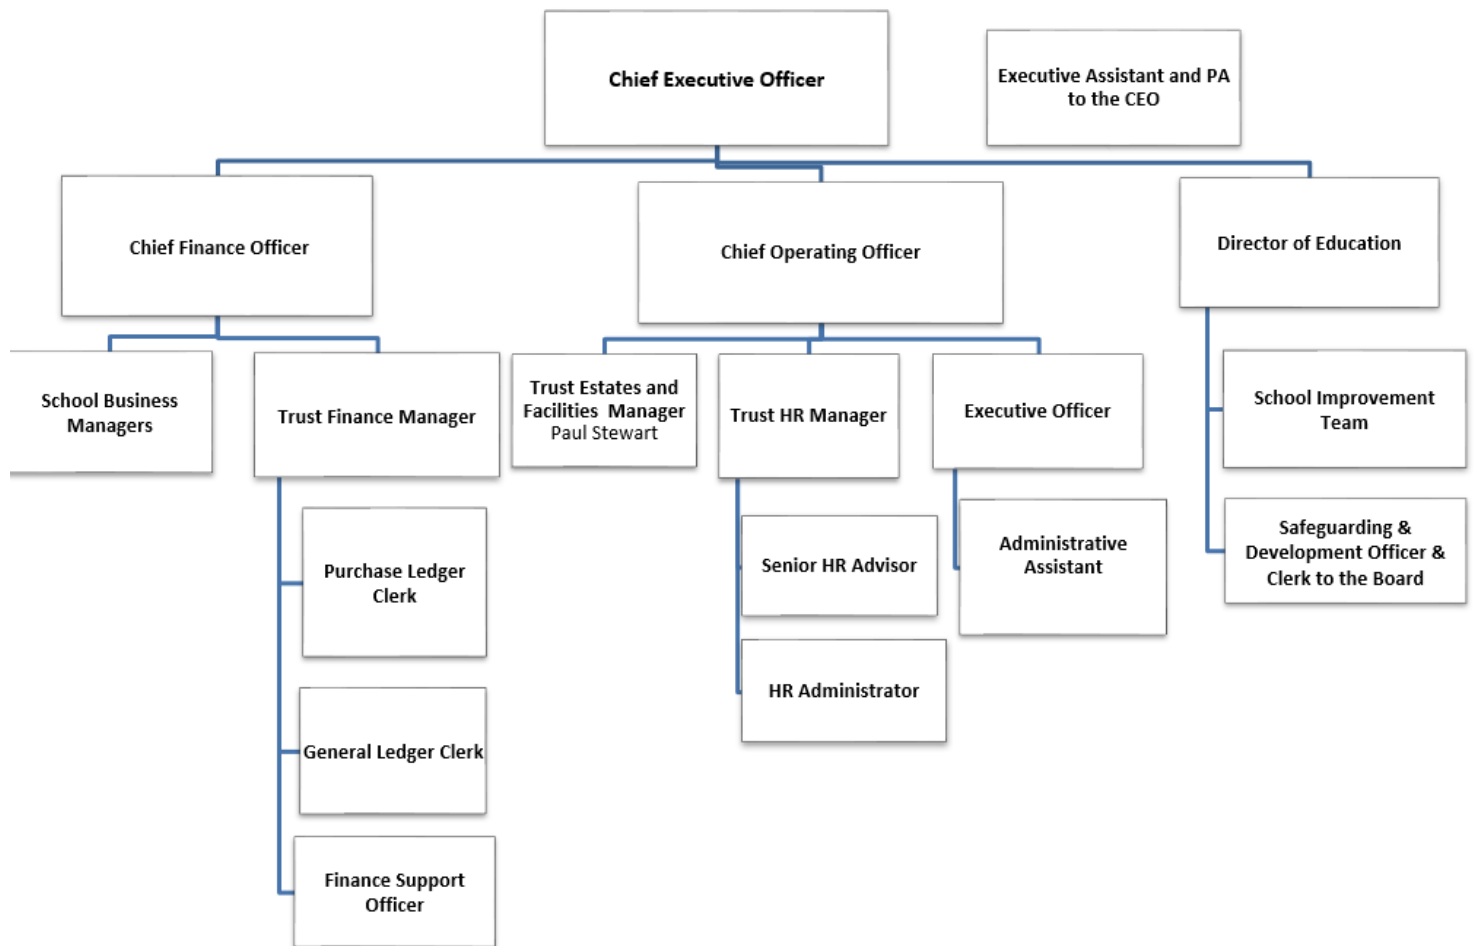 Chief Executive Officer
Executive Assistant and PA
to the CEO
Chief Finance Officer
Chief Operating Officer
Director of Education
School Business
Managers
Trust Finance Manager
Trust Estates and
Facilities  Manager
Paul Stewart
Trust HR Manager
Executive Officer
School Improvement
Team
Purchase Ledger
Clerk
Senior HR Advisor
Administrative
Assistant
Safeguarding &
Development Officer &
Clerk to the Board
HR Administrator
General Ledger Clerk
Finance Support
Officer